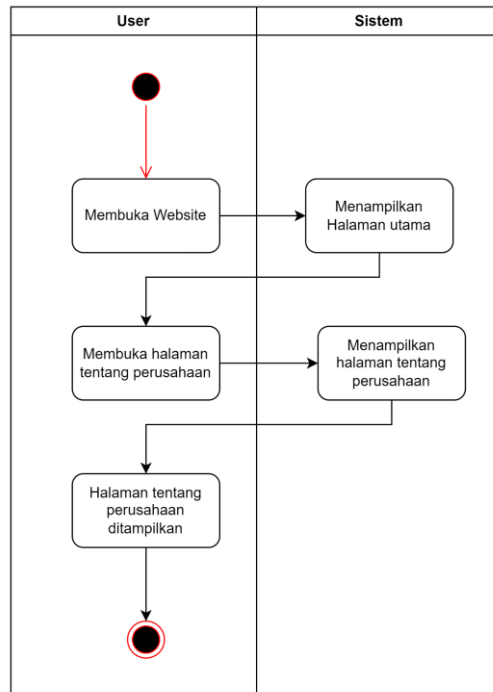 User
Sistem
Membuka Website
Menampilkan
Halaman utama
Membuka halaman
tentang perusahaan
Menampilkan
halaman tentang
perusahaan
Halaman tentang
perusahaan
ditampilkan